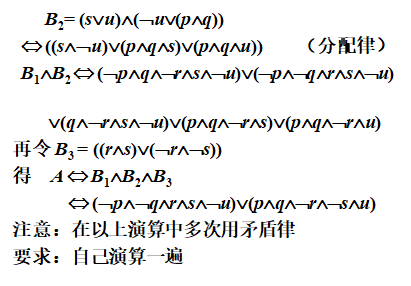 B₂= (s∨u)∧(¬u∨(p∧q))
⇔ ((s∧¬u)∨(p∧q∧s)∨(p∧q∧u)) （分配律）
B₁∧B₂⇔(¬p∧q∧¬r∧s∧¬u)∨(¬p∧¬q∧r∧s∧¬u)
∨(q∧¬r∧s∧¬u)∨(p∧q∧¬r∧s)∨(p∧q∧¬r∧u)
再令 B₃= ((r∧s)∨(¬r∧¬s))
得 A⇔B₁∧B₂∧B₃
⇔(¬p∧¬q∧r∧s∧¬u)∨(p∧q∧¬r∧¬s∧u)
注意：在以上演算中多次用矛盾律
要求：自己演算一遍